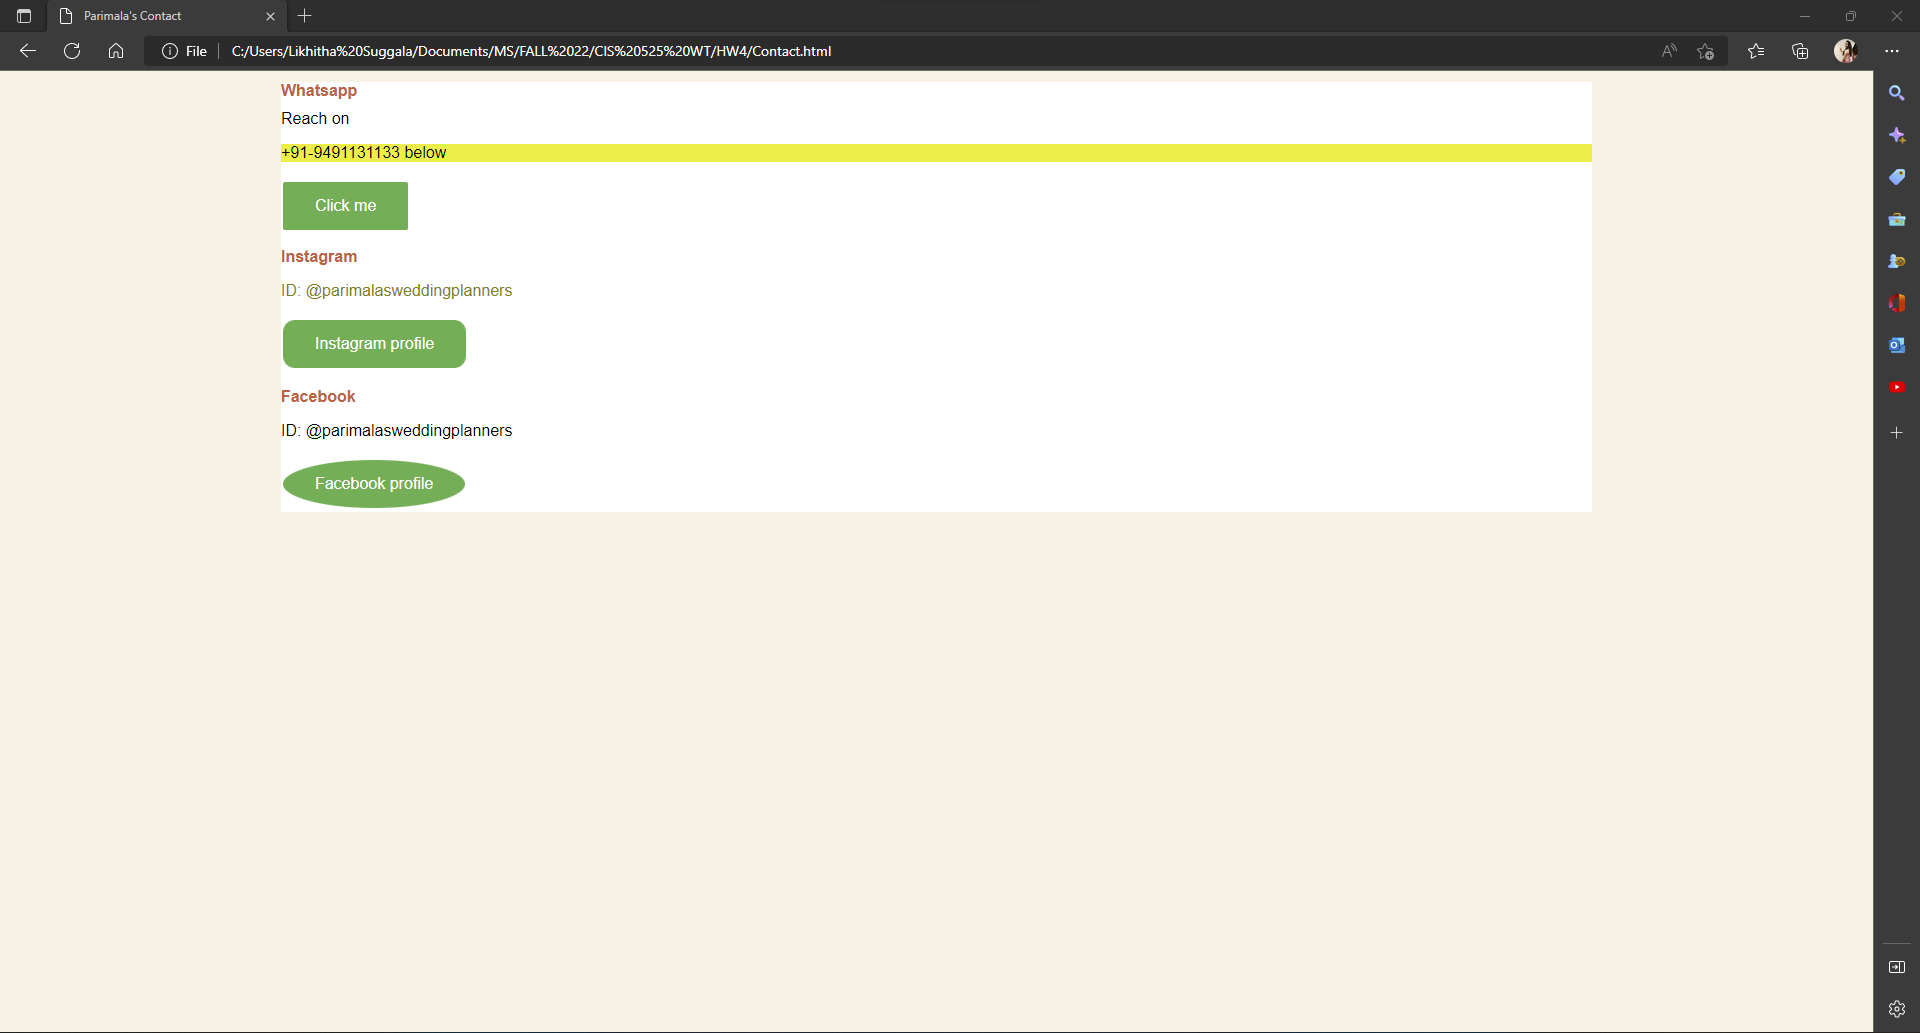 Parimala's Contact
File
C:/Users/Likhitha%20Suggala/Documents/MS/FALL%2022/CIS%20525%20WT/HW4/Contact.html
Whatsapp
Reach on
+91-9491131133 below
Click me
Instagram
ID: @parimalasweddingplanners
Instagram profile
Facebook
ID: @parimalasweddingplanners
Facebook profile